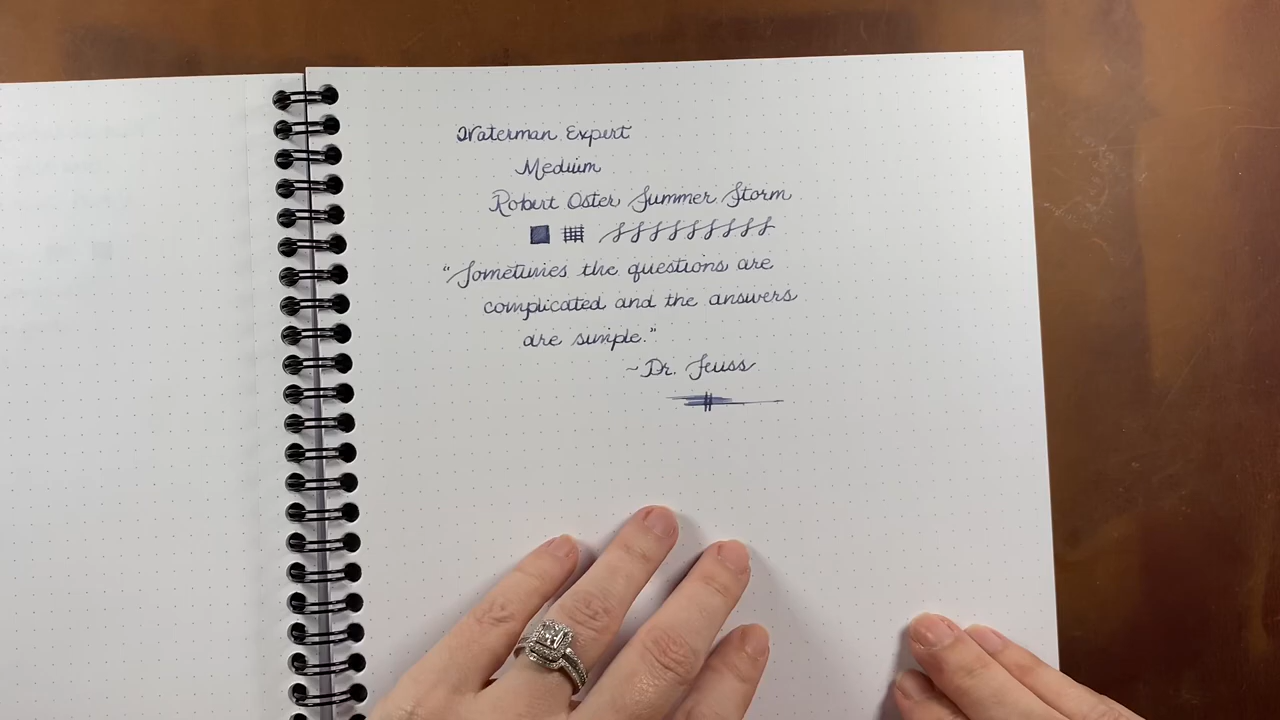 Waterman Expert
Medium
Robert Oster Summer Storm
"Sometimes the questions are
complicated and the answers
are simple."
~Dr. Seuss